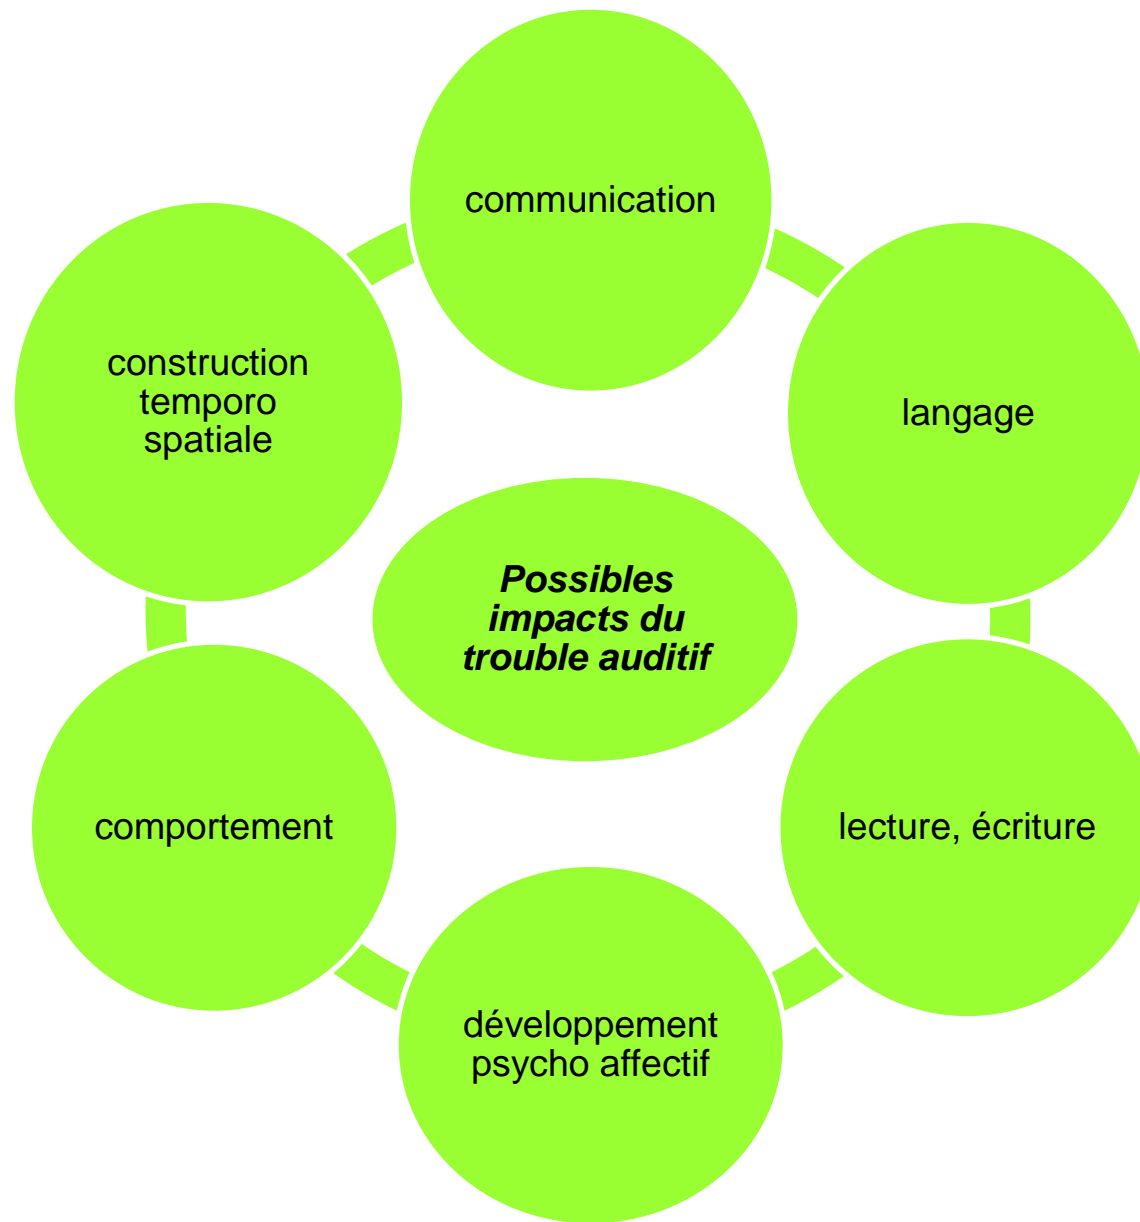 communication
construction
temporo
spatiale
langage
Possibles
impacts du
trouble auditif
comportement
lecture, écriture
développement
psycho affectif